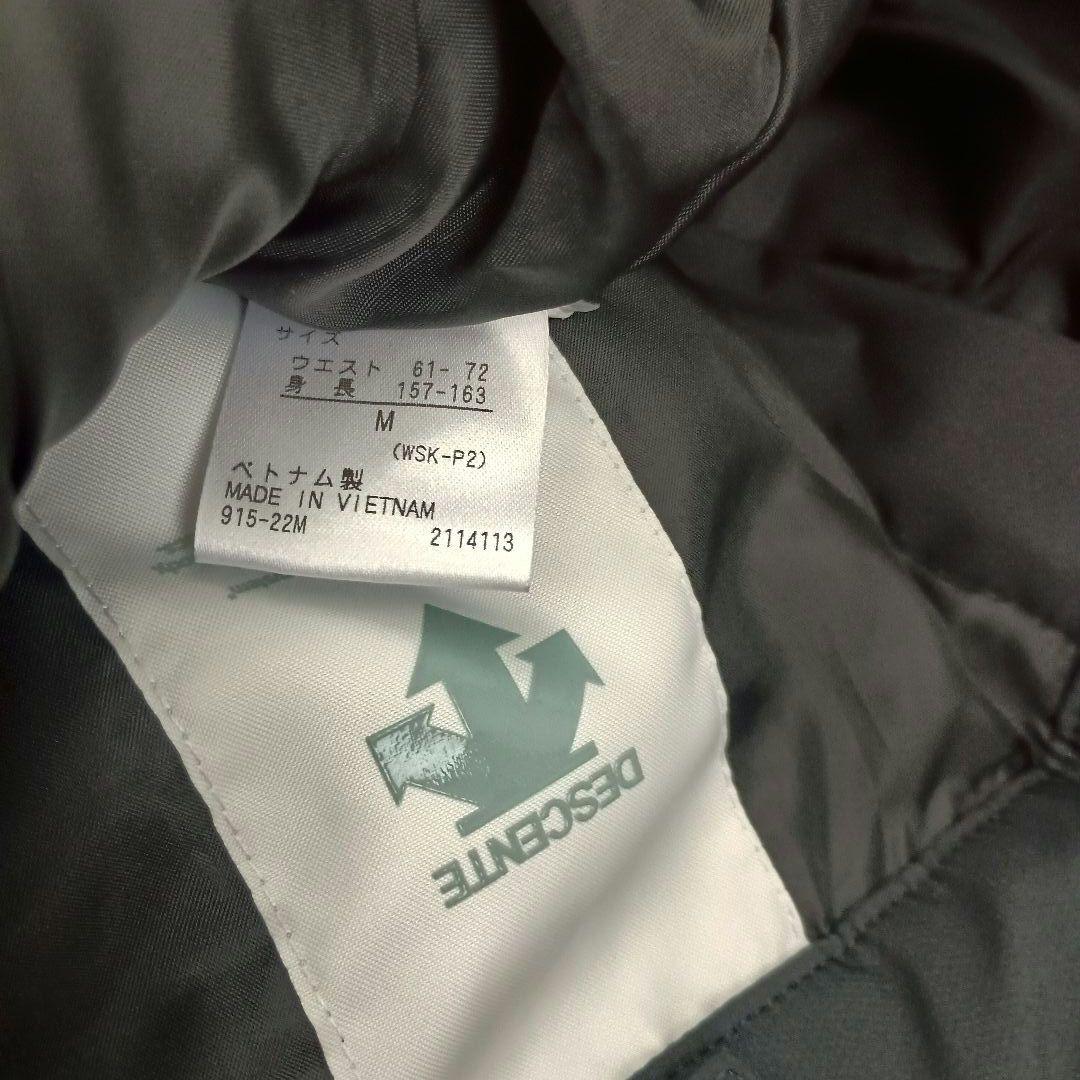 サイズ
ウエスト 61- 72
身 長 157-163
M
(WSK-P2)
ベトナム製
MADE IN VIETNAM
915-22M
2114113
DESCENTE